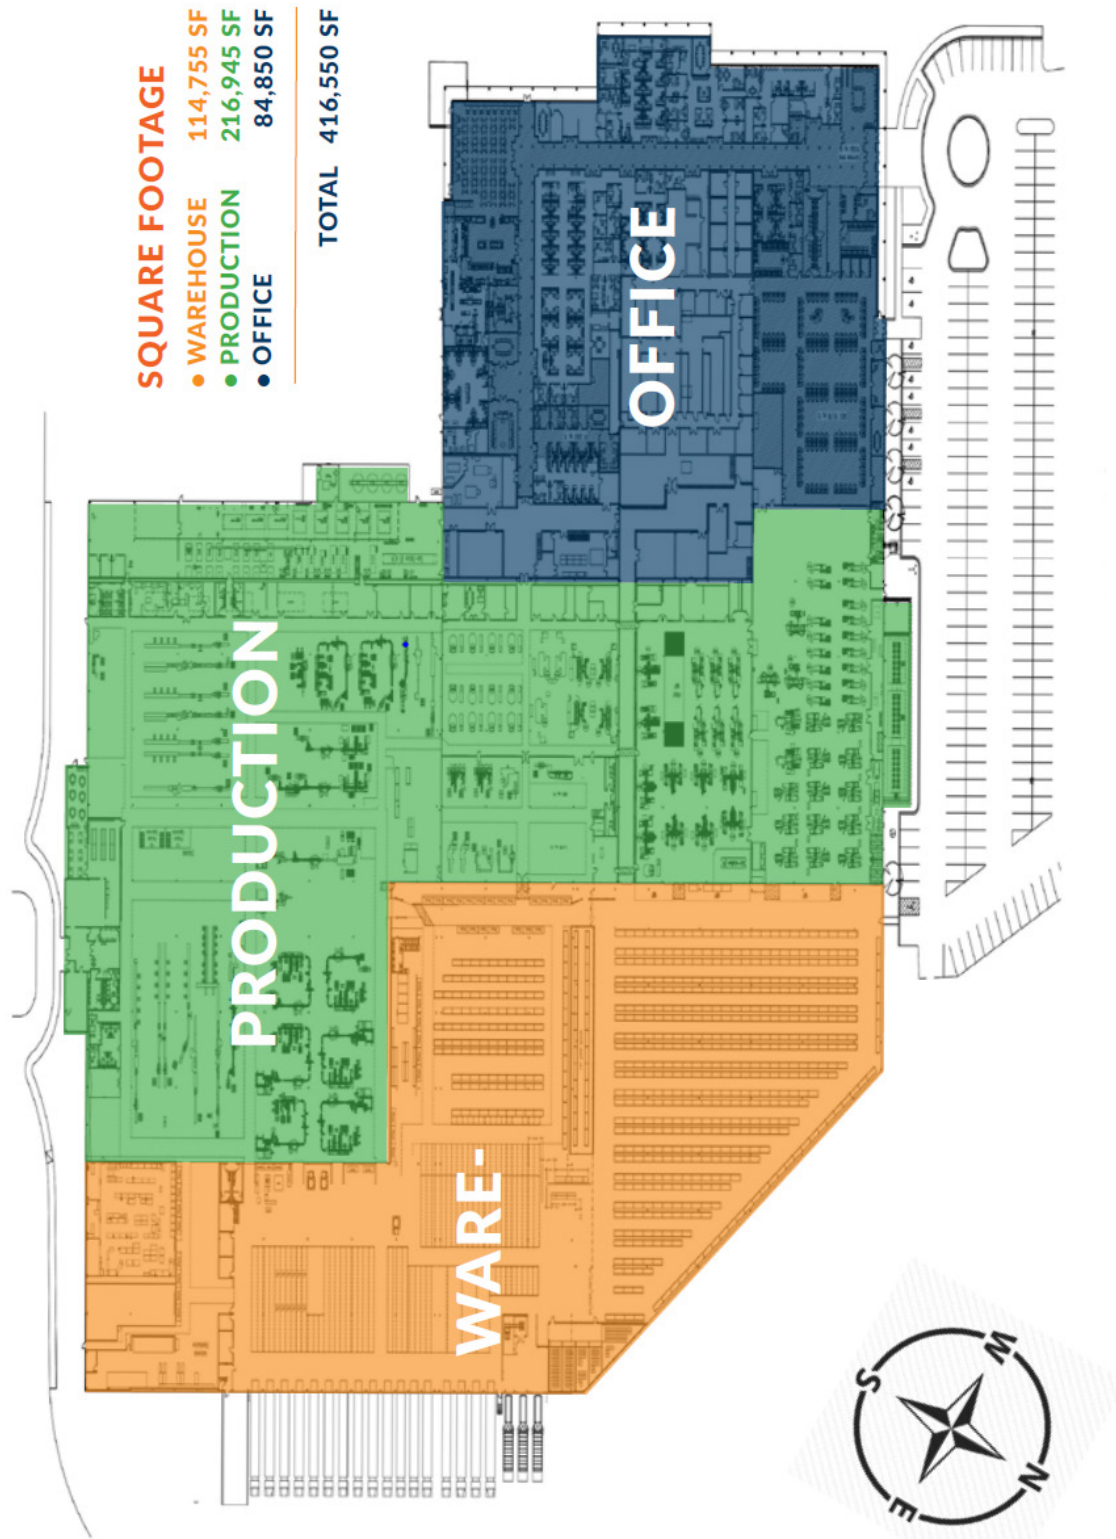 SQUARE FOOTAGE
• WAREHOUSE 114,755 SF
• PRODUCTION 216,945 SF
• OFFICE 84,850 SF
TOTAL 416,550 SF
OFFICE
PRODUCTION
WARE-
S
W
E
N